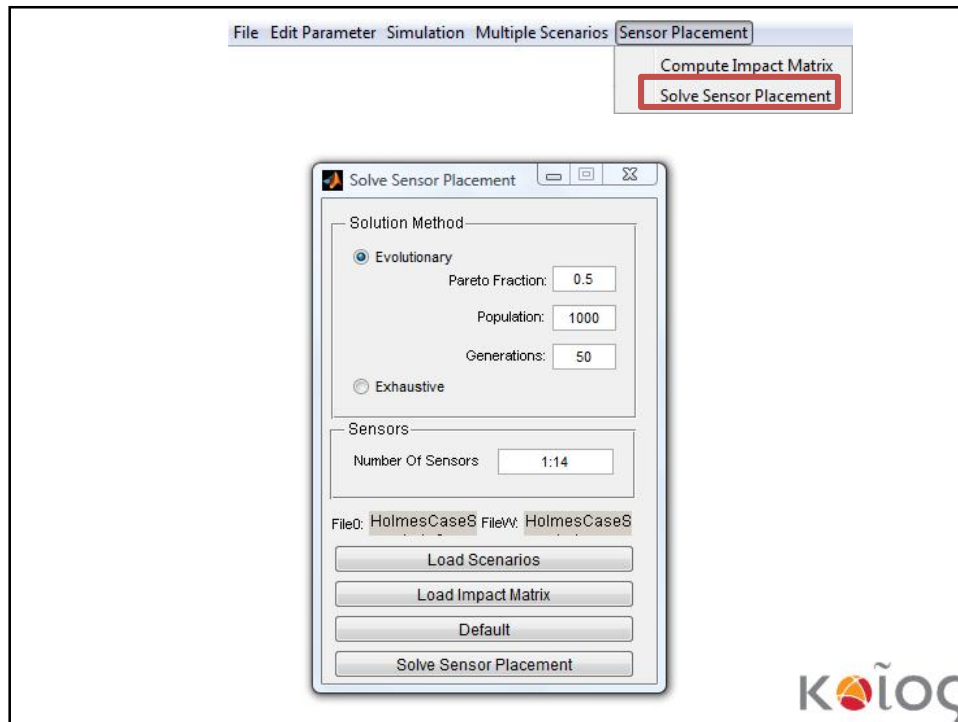 File Edit Parameter Simulation Multiple Scenarios Sensor Placement
Compute Impact Matrix
Solve Sensor Placement
Solve Sensor Placement
Solution Method
Evolutionary
Pareto Fraction: 0.5
Population: 1000
Generations: 50
Exhaustive
Sensors
Number Of Sensors 1:14
File0: HolmesCaseS FileW: HolmesCaseS
Load Scenarios
Load Impact Matrix
Default
Solve Sensor Placement
κοῖος